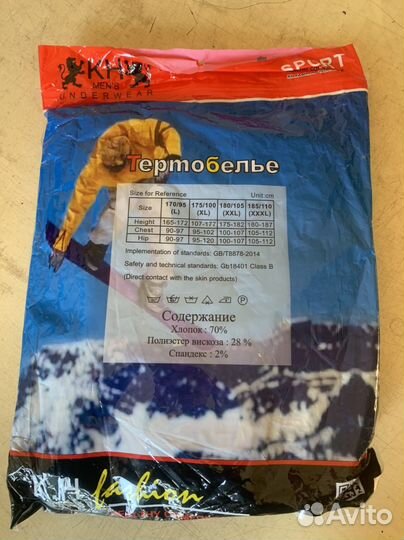 KH
MEN'S
UNDERWEAR
SPORT
Термобелье
Size for Reference Unit cm
Size 170/95 (L) 175/100 (XL) 180/105 (XXL) 185/110 (XXXL)
Height 165-172 107-177 175-182 180-187
Chest 90-97 95-102 100-107 105-112
Hip 90-97 95-120 100-107 105-112
Implementation of standards: GB/T8878-2014
Safety and technical standards: Gb18401 Class B
(Direct contact with the skin products)
Содержание
Хлопок : 70%
Полиэстер вискоза : 28 %
Спандекс : 2%
KH fashion
Avito